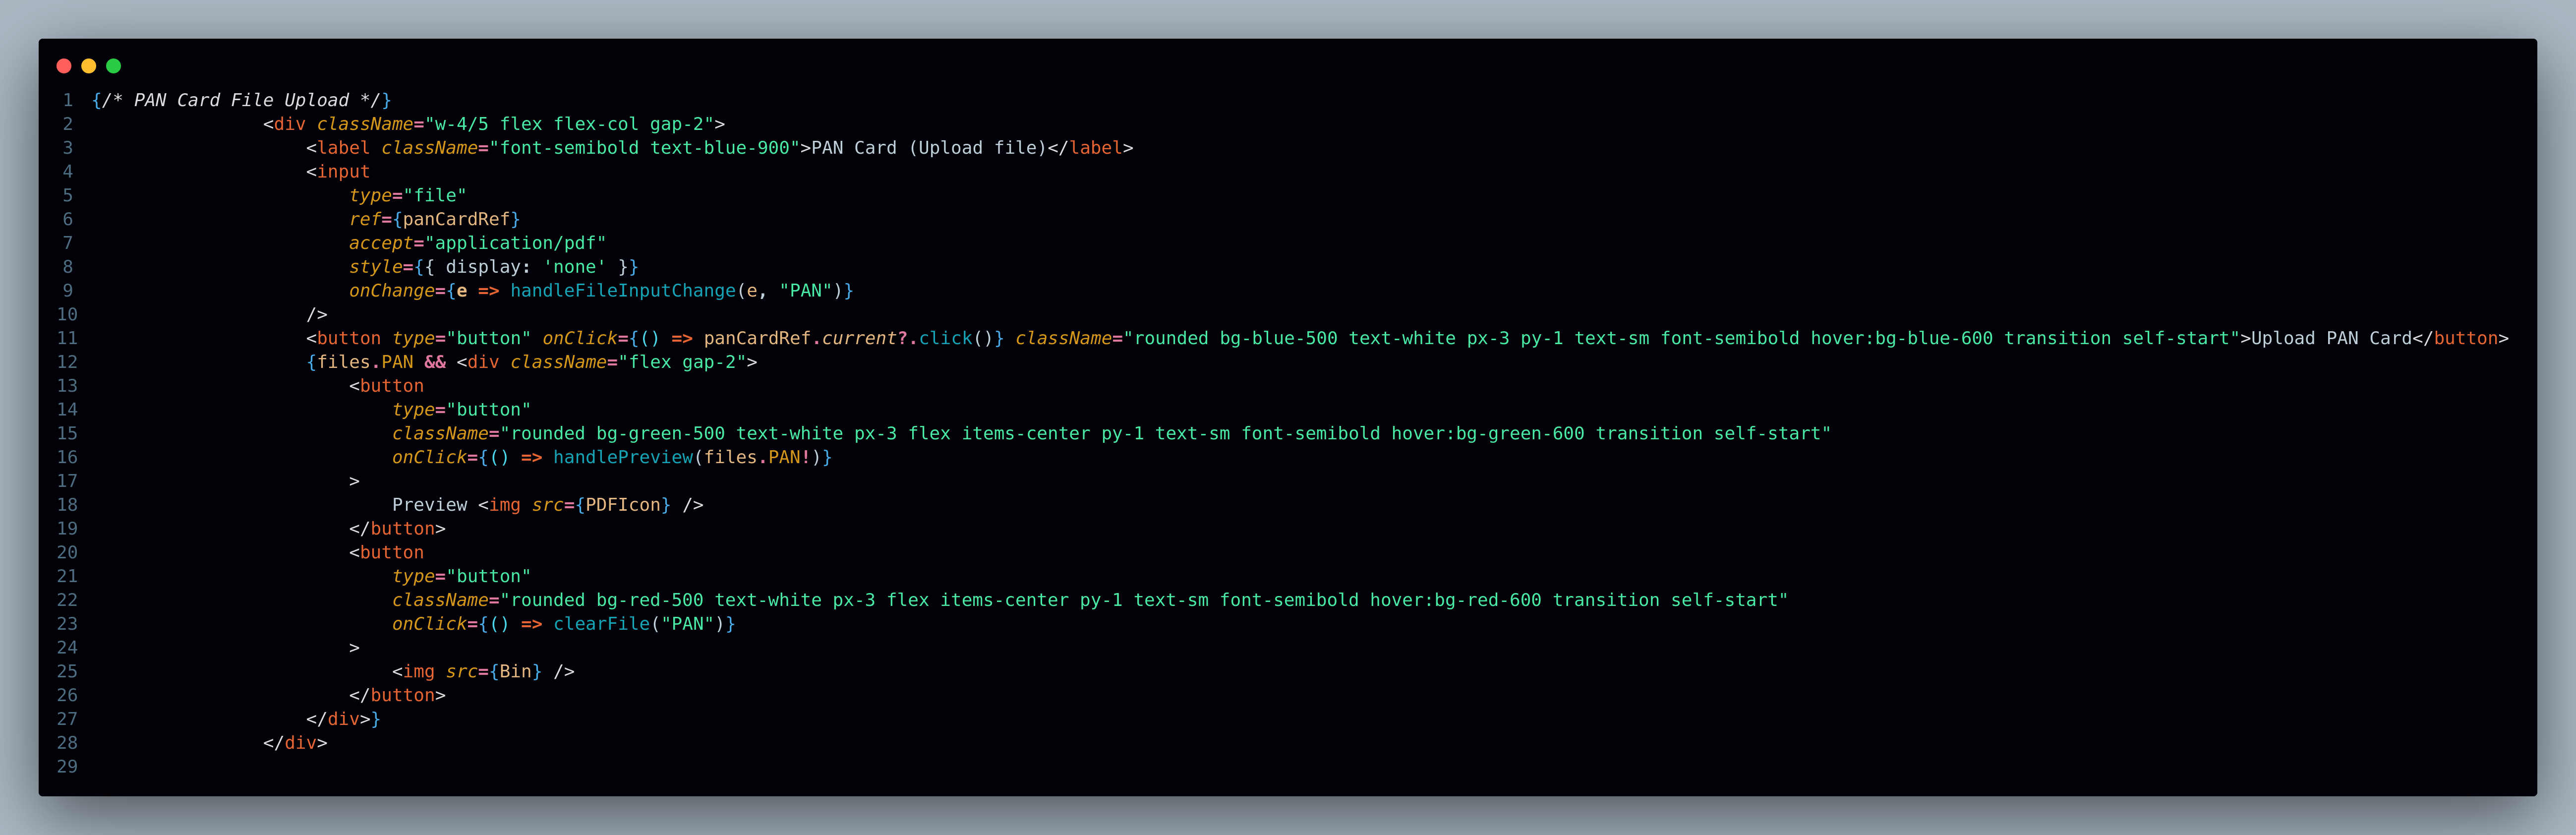 1 {/* PAN Card File Upload */}
2                 <div className="w-4/5 flex flex-col gap-2">
3                     <label className="font-semibold text-blue-900">PAN Card (Upload file)</label>
4                     <input
5                         type="file"
6                         ref={panCardRef}
7                         accept="application/pdf"
8                         style={{ display: 'none' }}
9                         onChange={e => handleFileInputChange(e, "PAN")}
10                     />
11                     <button type="button" onClick={() => panCardRef.current?.click()} className="rounded bg-blue-500 text-white px-3 py-1 text-sm font-semibold hover:bg-blue-600 transition self-start">Upload PAN Card</button>
12                     {files.PAN && <div className="flex gap-2">
13                         <button
14                             type="button"
15                             className="rounded bg-green-500 text-white px-3 flex items-center py-1 text-sm font-semibold hover:bg-green-600 transition self-start"
16                             onClick={() => handlePreview(files.PAN!)}
17                         >
18                             Preview <img src={PDFIcon} />
19                         </button>
20                         <button
21                             type="button"
22                             className="rounded bg-red-500 text-white px-3 flex items-center py-1 text-sm font-semibold hover:bg-red-600 transition self-start"
23                             onClick={() => clearFile("PAN")}
24                         >
25                             <img src={Bin} />
26                         </button>
27                     </div>}
28                 </div>
29